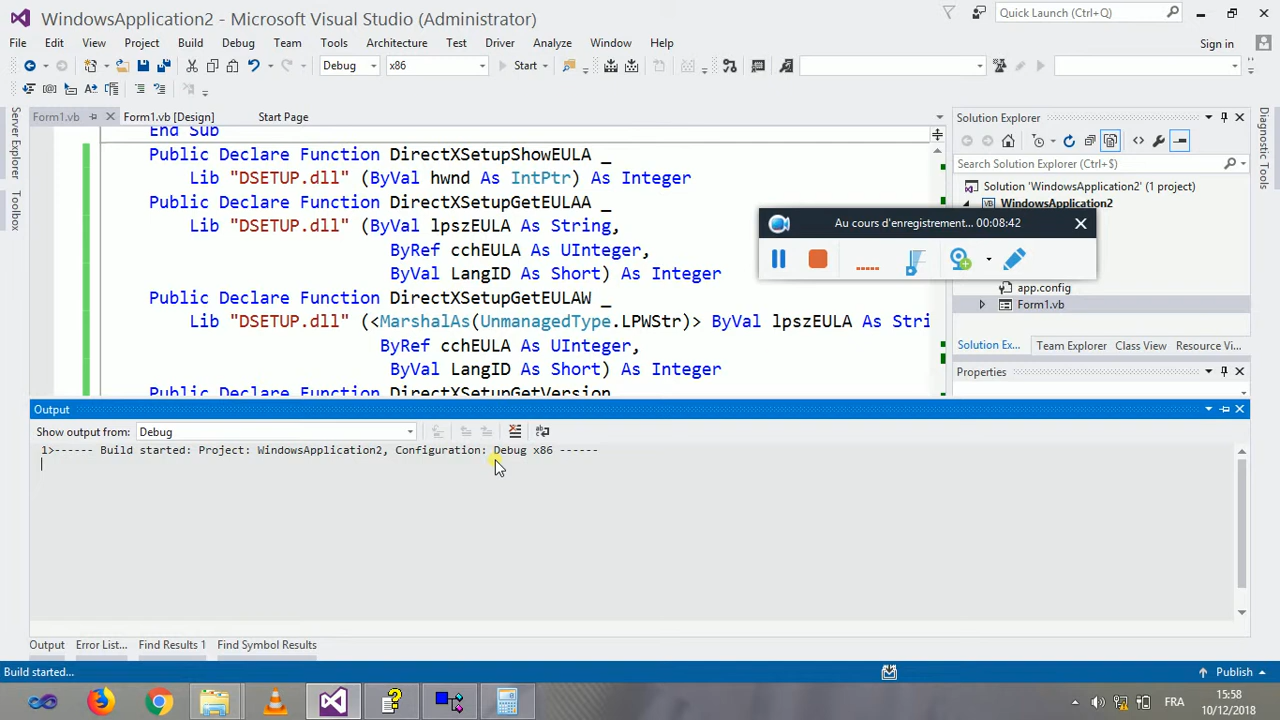 WindowsApplication2 - Microsoft Visual Studio (Administrator)
Quick Launch (Ctrl+Q)
File Edit View Project Build Debug Team Tools Architecture Test Driver Analyze Window Help
Sign in
Debug x86 Start
Form1.vb Form1.vb [Design] Start Page
Server Explorer
Toolbox
End Sub
Public Declare Function DirectXSetupShowEULA _
Lib "DSETUP.dll" (ByVal hwnd As IntPtr) As Integer
Public Declare Function DirectXSetupGetEULAA _
Lib "DSETUP.dll" (ByVal lpszEULA As String,
ByRef cchEULA As UInteger,
ByVal LangID As Short) As Integer
Public Declare Function DirectXSetupGetEULAW _
Lib "DSETUP.dll" (<MarshalAs(UnmanagedType.LPWStr)> ByVal lpszEULA As Stri
ByRef cchEULA As UInteger,
ByVal LangID As Short) As Integer
Public Declare Function DirectXSetupGetVersion _
Au cours d'enregistrement... 00:08:42
Solution Explorer
Search Solution Explorer (Ctrl+$)
Solution 'WindowsApplication2' (1 project)
WindowsApplication2
app.config
Form1.vb
Solution Ex... Team Explorer Class View Resource Vi...
Properties
Diagnostic Tools
Output
Show output from: Debug
1>------ Build started: Project: WindowsApplication2, Configuration: Debug x86 ------
Output Error List... Find Results 1 Find Symbol Results
Build started... Publish
FRA
15:58
10/12/2018